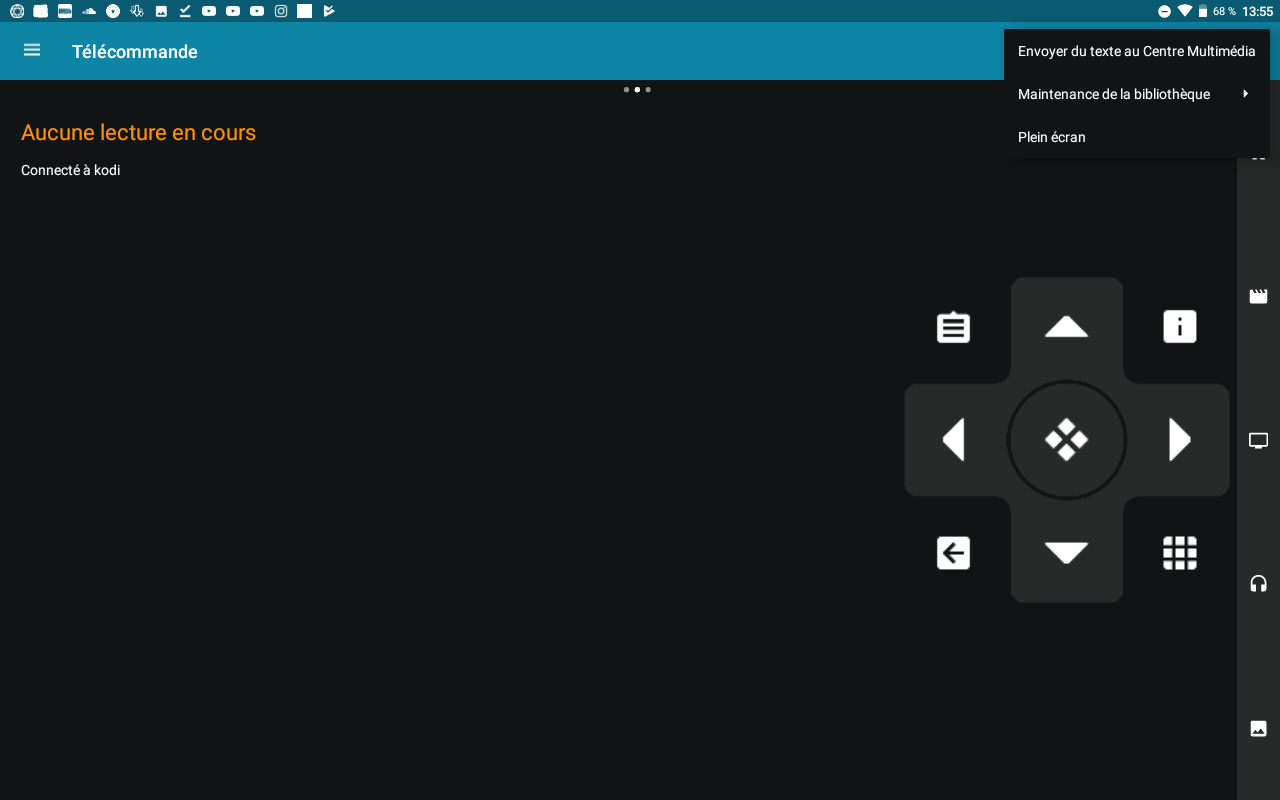 68 %
13:55
Télécommande
Envoyer du texte au Centre Multimédia
Maintenance de la bibliothèque
Plein écran
Aucune lecture en cours
Connecté à kodi